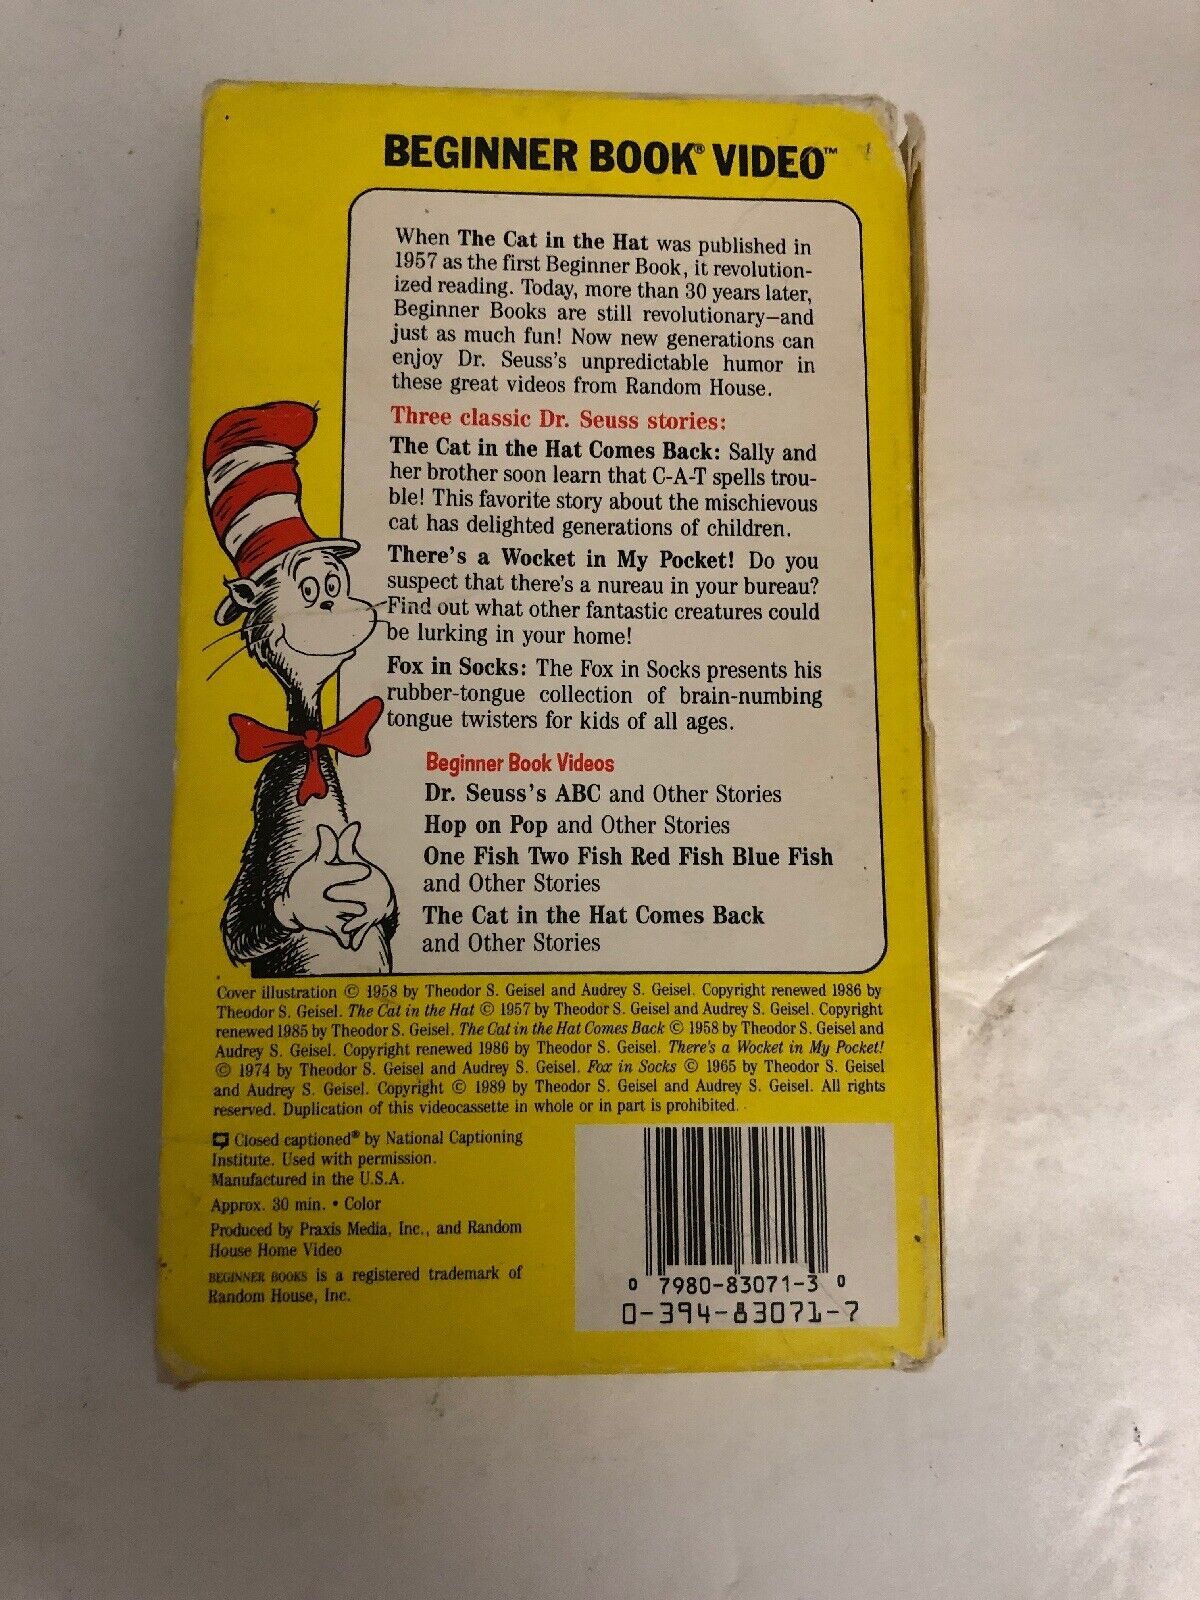 BEGINNER BOOK® VIDEO™
When The Cat in the Hat was published in
1957 as the first Beginner Book, it revolution-
ized reading. Today, more than 30 years later,
Beginner Books are still revolutionary—and
just as much fun! Now new generations can
enjoy Dr. Seuss's unpredictable humor in
these great videos from Random House.
Three classic Dr. Seuss stories:
The Cat in the Hat Comes Back: Sally and
her brother soon learn that C-A-T spells trou-
ble! This favorite story about the mischievous
cat has delighted generations of children.
There's a Wocket in My Pocket! Do you
suspect that there's a nureau in your bureau?
Find out what other fantastic creatures could
be lurking in your home!
Fox in Socks: The Fox in Socks presents his
rubber-tongue collection of brain-numbing
tongue twisters for kids of all ages.
Beginner Book Videos
Dr. Seuss's ABC and Other Stories
Hop on Pop and Other Stories
One Fish Two Fish Red Fish Blue Fish
and Other Stories
The Cat in the Hat Comes Back
and Other Stories
Cover illustration © 1958 by Theodor S. Geisel and Audrey S. Geisel. Copyright renewed 1986 by
Theodor S. Geisel. The Cat in the Hat © 1957 by Theodor S. Geisel and Audrey S. Geisel. Copyright
renewed 1985 by Theodor S. Geisel. The Cat in the Hat Comes Back © 1958 by Theodor S. Geisel and
Audrey S. Geisel. Copyright renewed 1986 by Theodor S. Geisel. There's a Wocket in My Pocket!
© 1974 by Theodor S. Geisel and Audrey S. Geisel. Fox in Socks © 1965 by Theodor S. Geisel
and Audrey S. Geisel. Copyright © 1989 by Theodor S. Geisel and Audrey S. Geisel. All rights
reserved. Duplication of this videocassette in whole or in part is prohibited.
Closed captioned® by National Captioning
Institute. Used with permission.
Manufactured in the U.S.A.
Approx. 30 min. • Color
Produced by Praxis Media, Inc., and Random
House Home Video
BEGINNER BOOKS is a registered trademark of
Random House, Inc.
0 7980-83071-3 0
0-394-83071-7